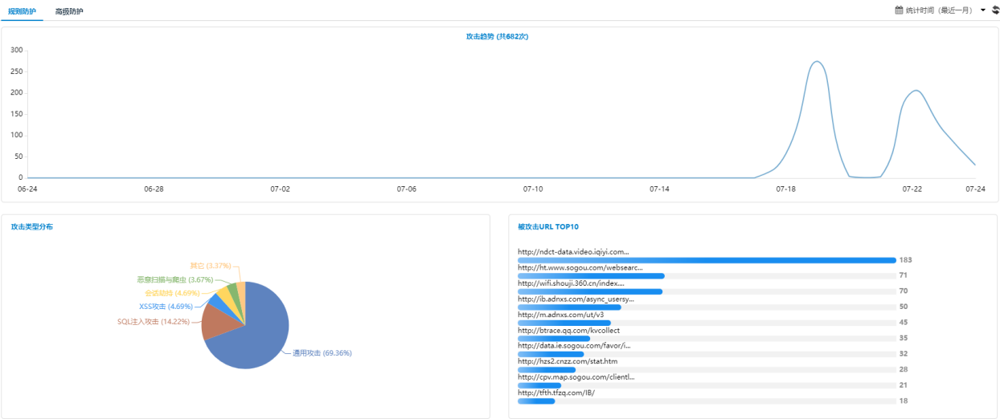 规则防护 高级防护 统计时间（最近一月）
攻击趋势 (共682次)
300
250
200
150
100
50
0
06-24 06-28 07-02 07-06 07-10 07-14 07-18 07-22 07-24
攻击类型分布
其它 (3.37%)
恶意扫描与爬虫 (3.67%)
会话劫持 (4.69%)
XSS攻击 (4.69%)
SQL注入攻击 (14.22%)
通用攻击 (69.36%)
被攻击URL TOP10
http://ndct-data.video.iqiyi.com...
183
http://ht.www.sogou.com/websearc...
71
http://wifi.shouji.360.cn/index....
70
http://ib.adnxs.com/async_usersy...
50
http://m.adnxs.com/ut/v3
45
http://btrace.qq.com/kvcollect
35
http://data.ie.sogou.com/favor/i...
32
http://hzs2.cnzz.com/stat.htm
28
http://cpv.map.sogou.com/clientl...
21
http://tfth.tfzq.com/IB/
18